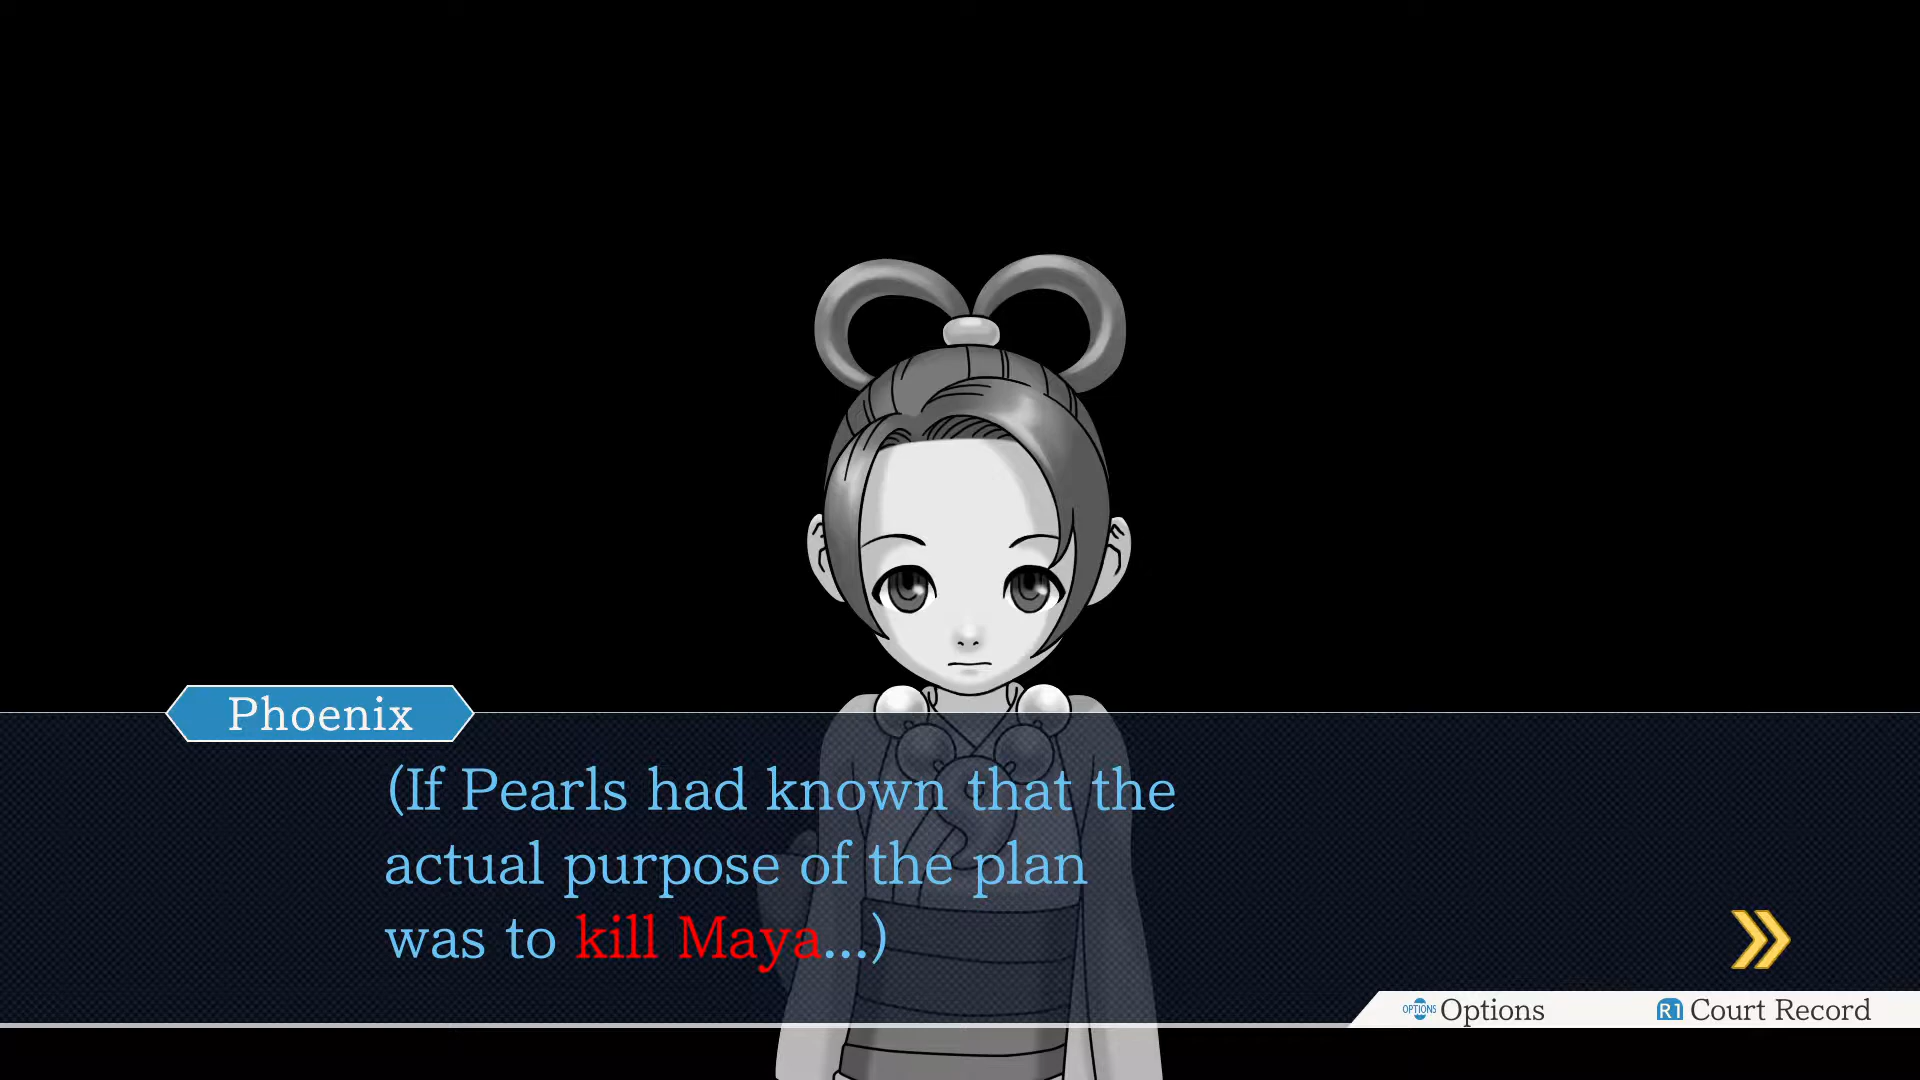 Phoenix
(If Pearls had known that the
actual purpose of the plan
was to kill Maya...)
OPTIONS Options
R1 Court Record